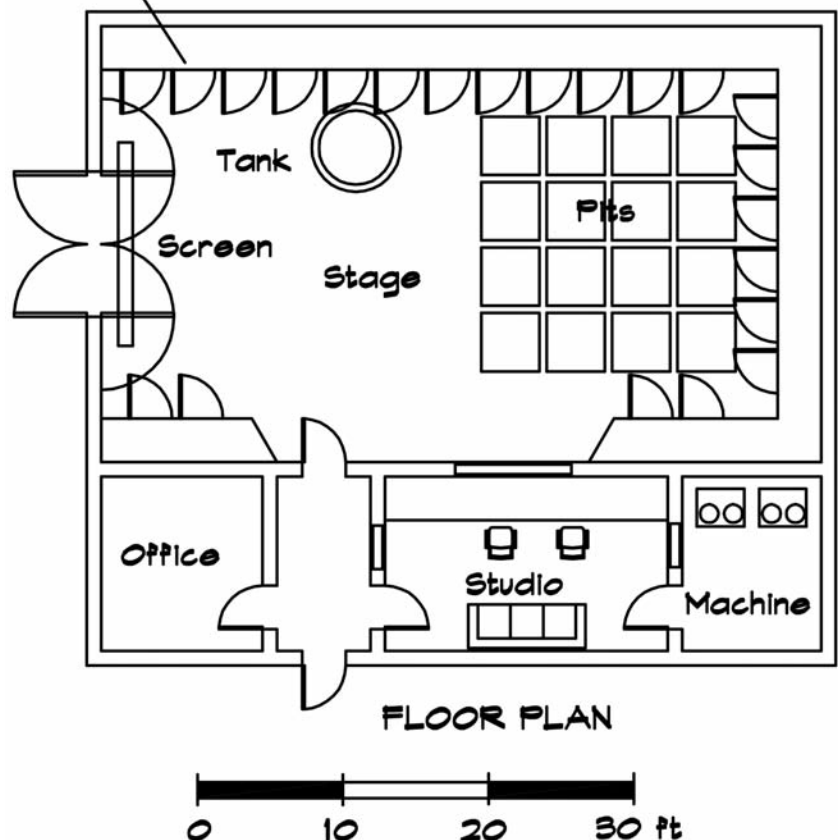 Tank
Pits
Screen
Stage
Office
Studio
Machine
FLOOR PLAN
0 10 20 30 ft